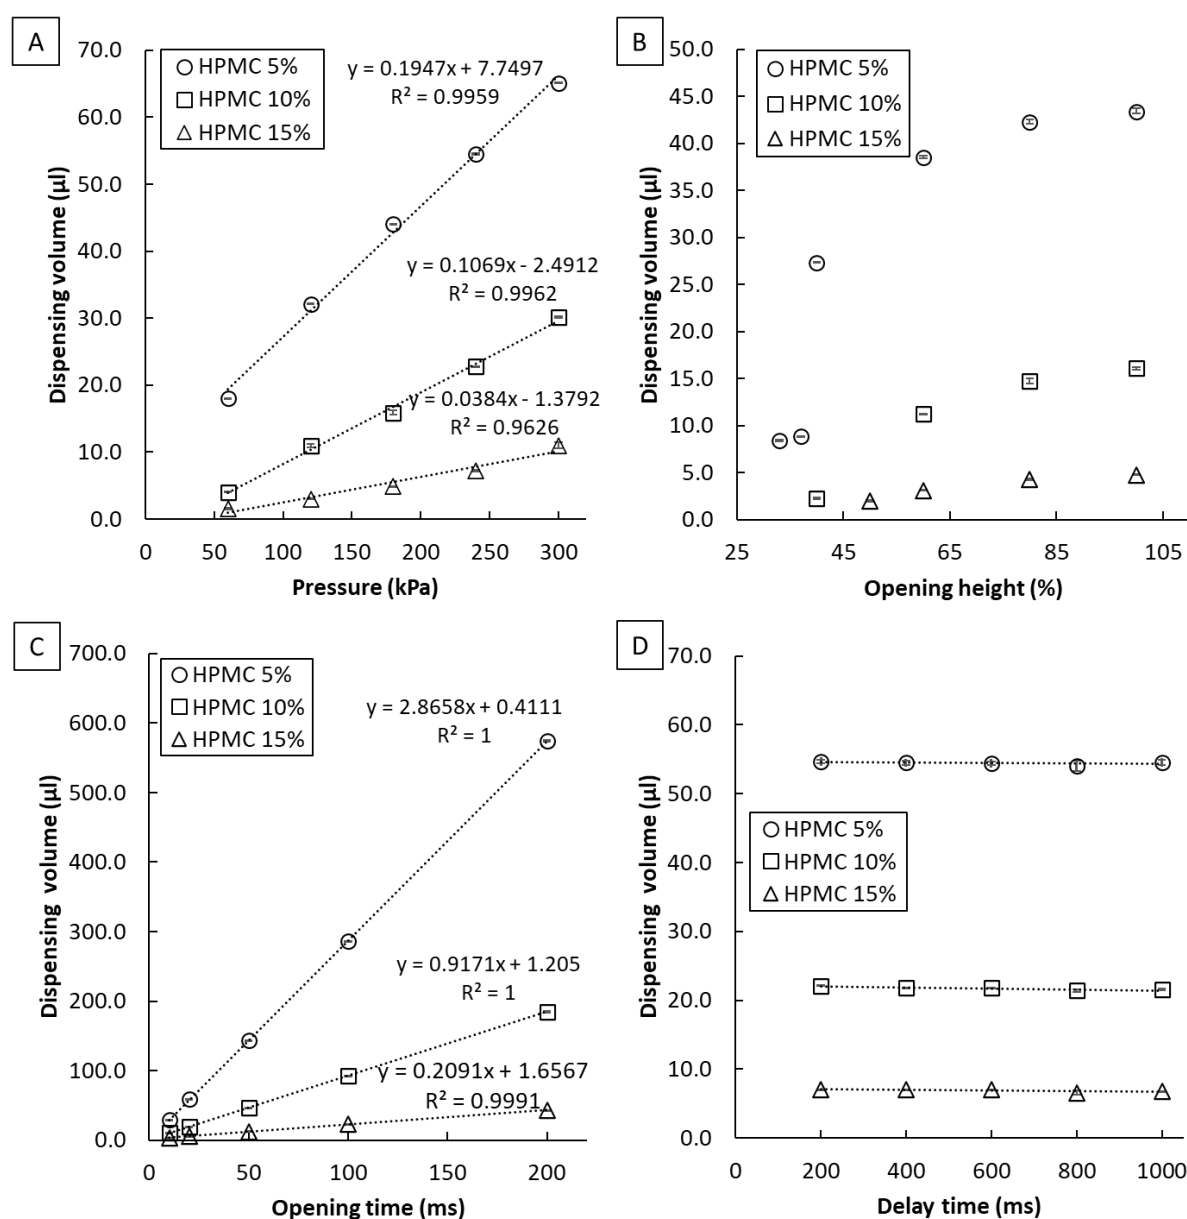 A
70.0
60.0
50.0
40.0
30.0
20.0
10.0
0.0
Dispensing volume (µl)
HPMC 5%
HPMC 10%
HPMC 15%
y = 0.1947x + 7.7497
R² = 0.9959
y = 0.1069x - 2.4912
R² = 0.9962
y = 0.0384x - 1.3792
R² = 0.9626
0 50 100 150 200 250 300
Pressure (kPa)
B
50.0
45.0
40.0
35.0
30.0
25.0
20.0
15.0
10.0
5.0
0.0
Dispensing volume (µl)
HPMC 5%
HPMC 10%
HPMC 15%
25 45 65 85 105
Opening height (%)
C
700.0
600.0
500.0
400.0
300.0
200.0
100.0
0.0
Dispensing volume (µl)
HPMC 5%
HPMC 10%
HPMC 15%
y = 2.8658x + 0.4111
R² = 1
y = 0.9171x + 1.205
R² = 1
y = 0.2091x + 1.6567
R² = 0.9991
0 50 100 150 200
Opening time (ms)
D
70.0
60.0
50.0
40.0
30.0
20.0
10.0
0.0
Dispensing volume (µl)
HPMC 5%
HPMC 10%
HPMC 15%
0 200 400 600 800 1000
Delay time (ms)